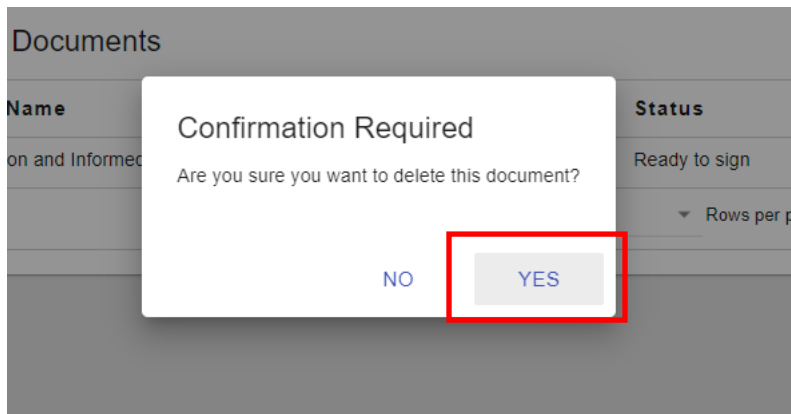 Documents
Name Status
Confirmation Required
on and Informed Ready to sign
Are you sure you want to delete this document?
Rows per p
NO YES